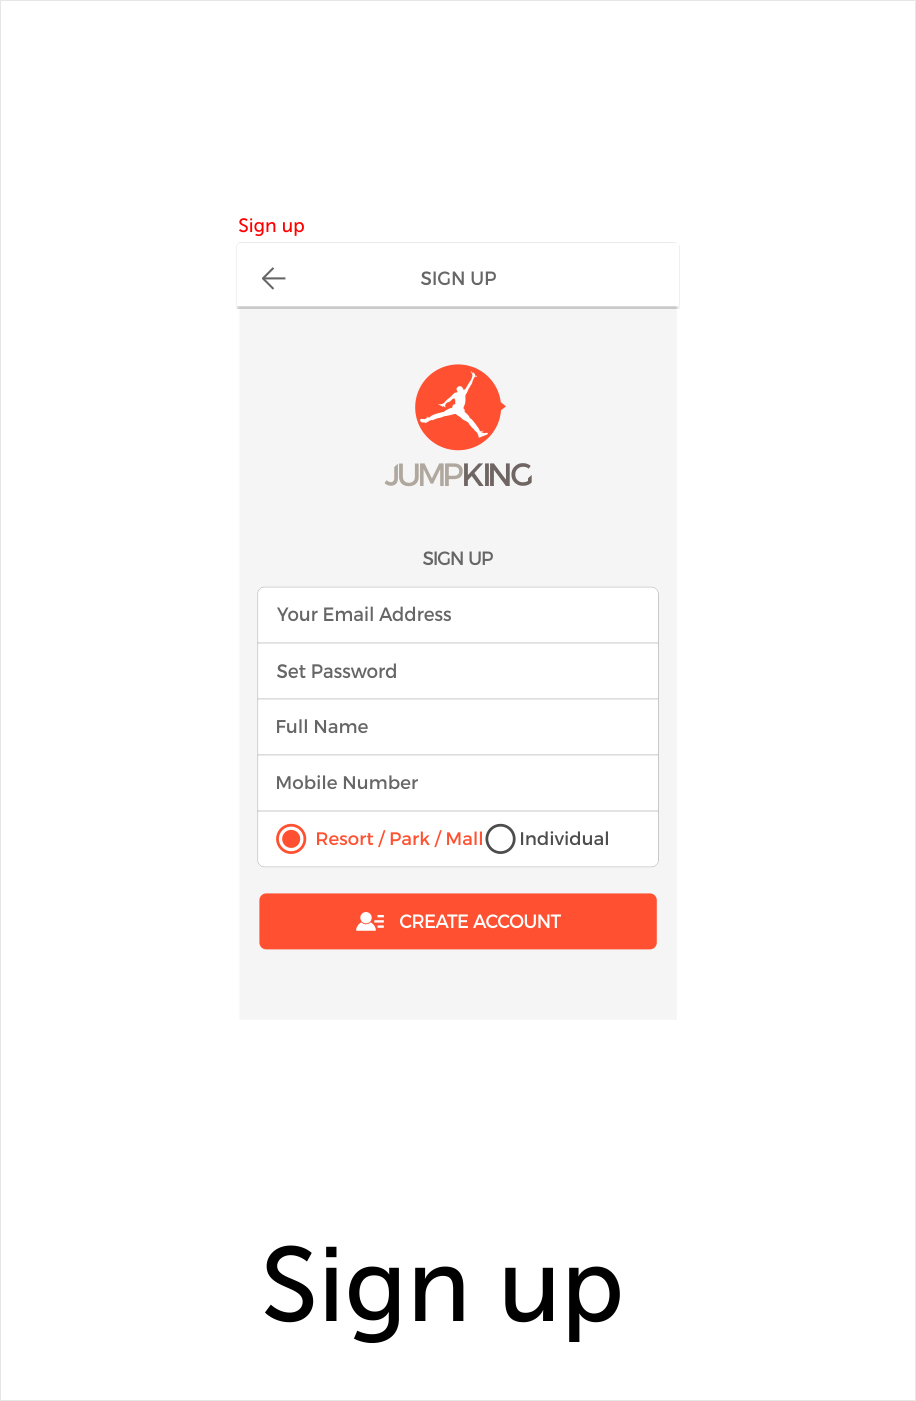 Sign up
SIGN UP
JUMPKING
SIGN UP
Your Email Address
Set Password
Full Name
Mobile Number
Resort / Park / Mall Individual
CREATE ACCOUNT
Sign up